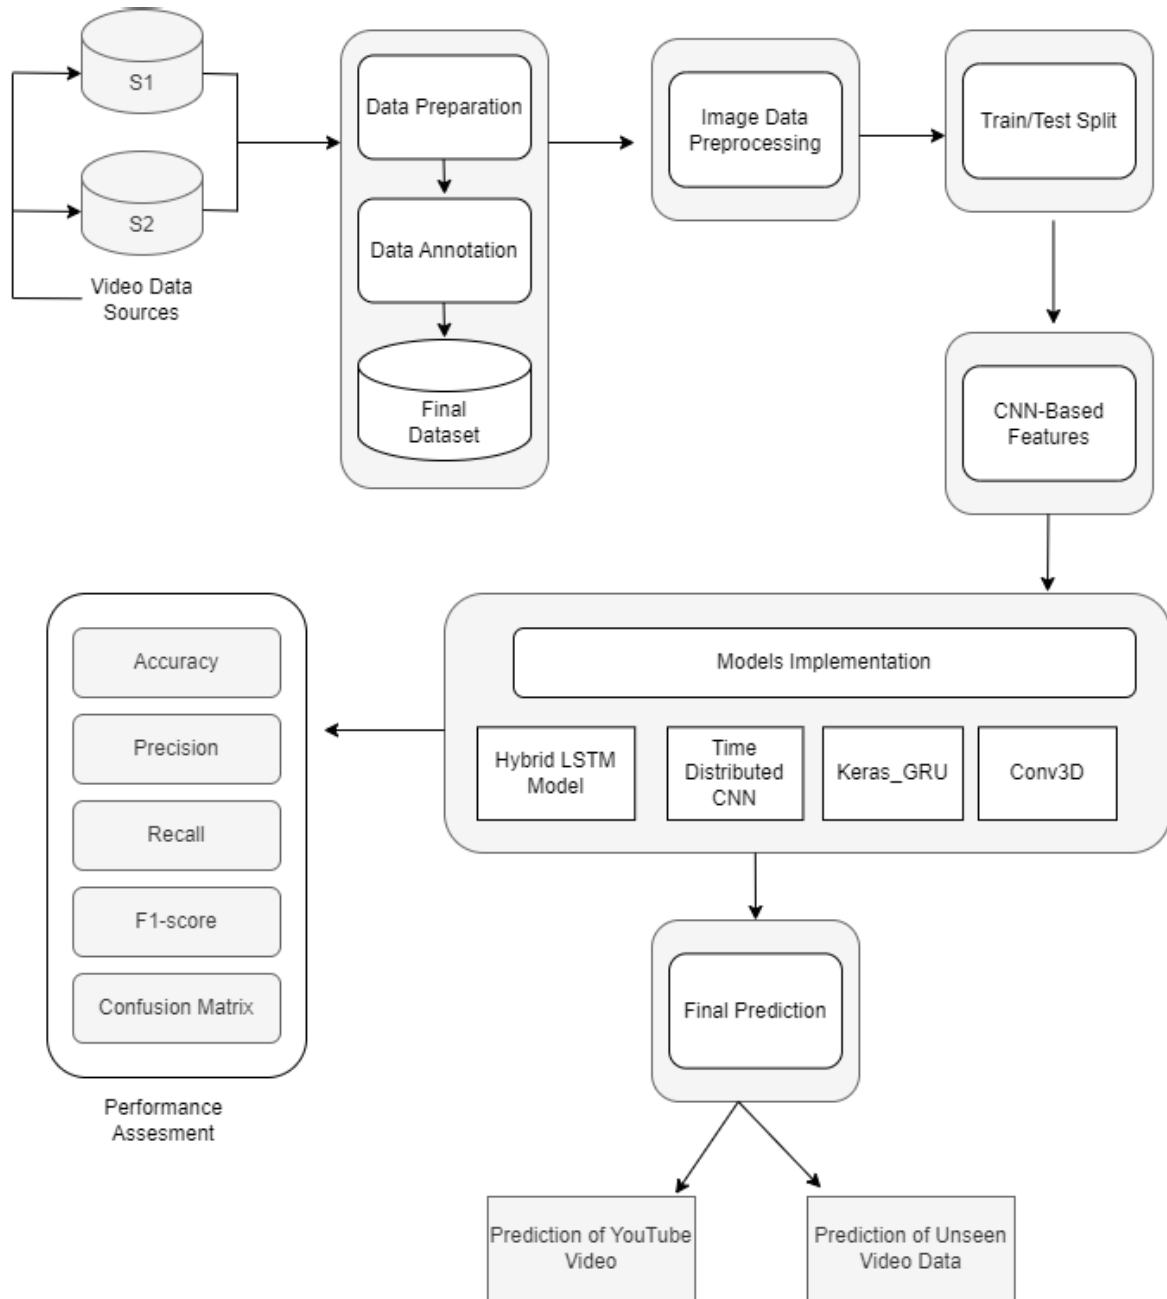 S1
S2
Video Data
Sources
Data Preparation
Data Annotation
Final
Dataset
Image Data
Preprocessing
Train/Test Split
CNN-Based
Features
Models Implementation
Hybrid LSTM
Model
Time
Distributed
CNN
Keras_GRU
Conv3D
Accuracy
Precision
Recall
F1-score
Confusion Matrix
Performance
Assesment
Final Prediction
Prediction of YouTube
Video
Prediction of Unseen
Video Data